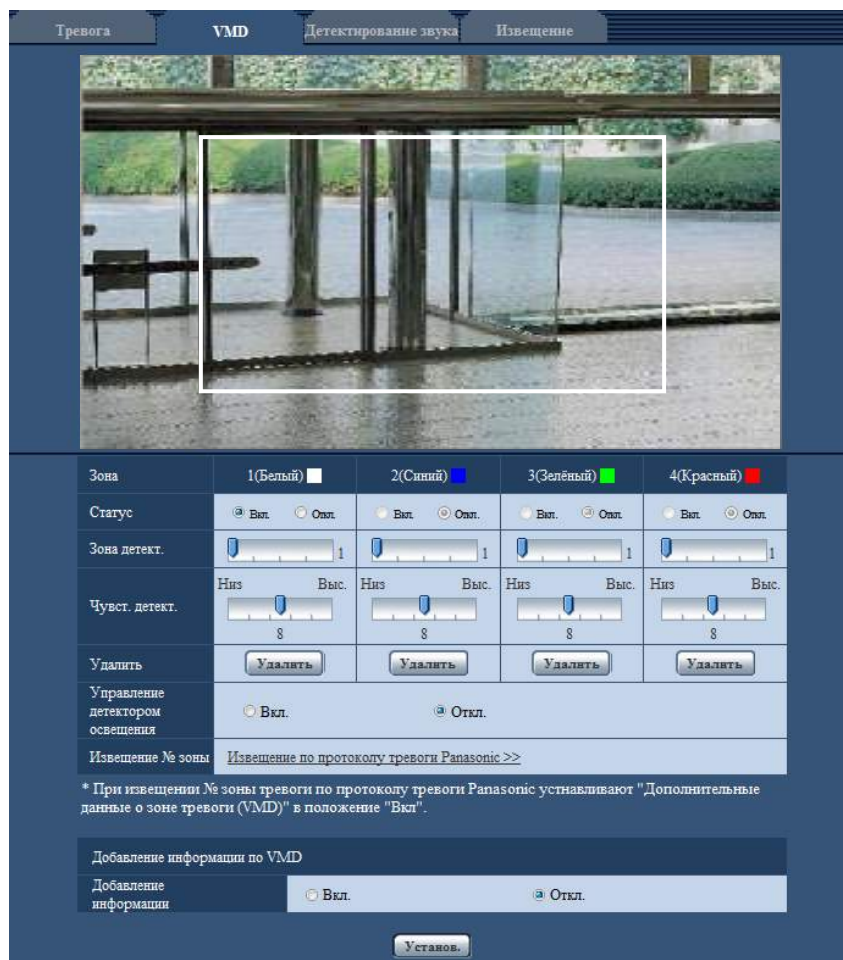 Тревога VMD Детектирование звука Извещение
Зона 1(Белый) 2(Синий) 3(Зелёный) 4(Красный)
Статус Вкл. Откл. Вкл. Откл. Вкл. Откл. Вкл. Откл.
Зона детект. 1 1 1 1
Низ Выс. Низ Выс. Низ Выс. Низ Выс.
Чувст. детект.
8 8 8 8
Удалить Удалить Удалить Удалить Удалить
Управление
детектором Вкл. Откл.
освещения
Извещение № зоны Извещение по протоколу тревоги Panasonic >>
* При извещении № зоны тревоги по протоколу тревоги Panasonic устнавливают "Дополнительные
данные о зоне тревоги (VMD)" в положение "Вкл".
Добавление информации по VMD
Добавление
информации Вкл. Откл.
Установ.